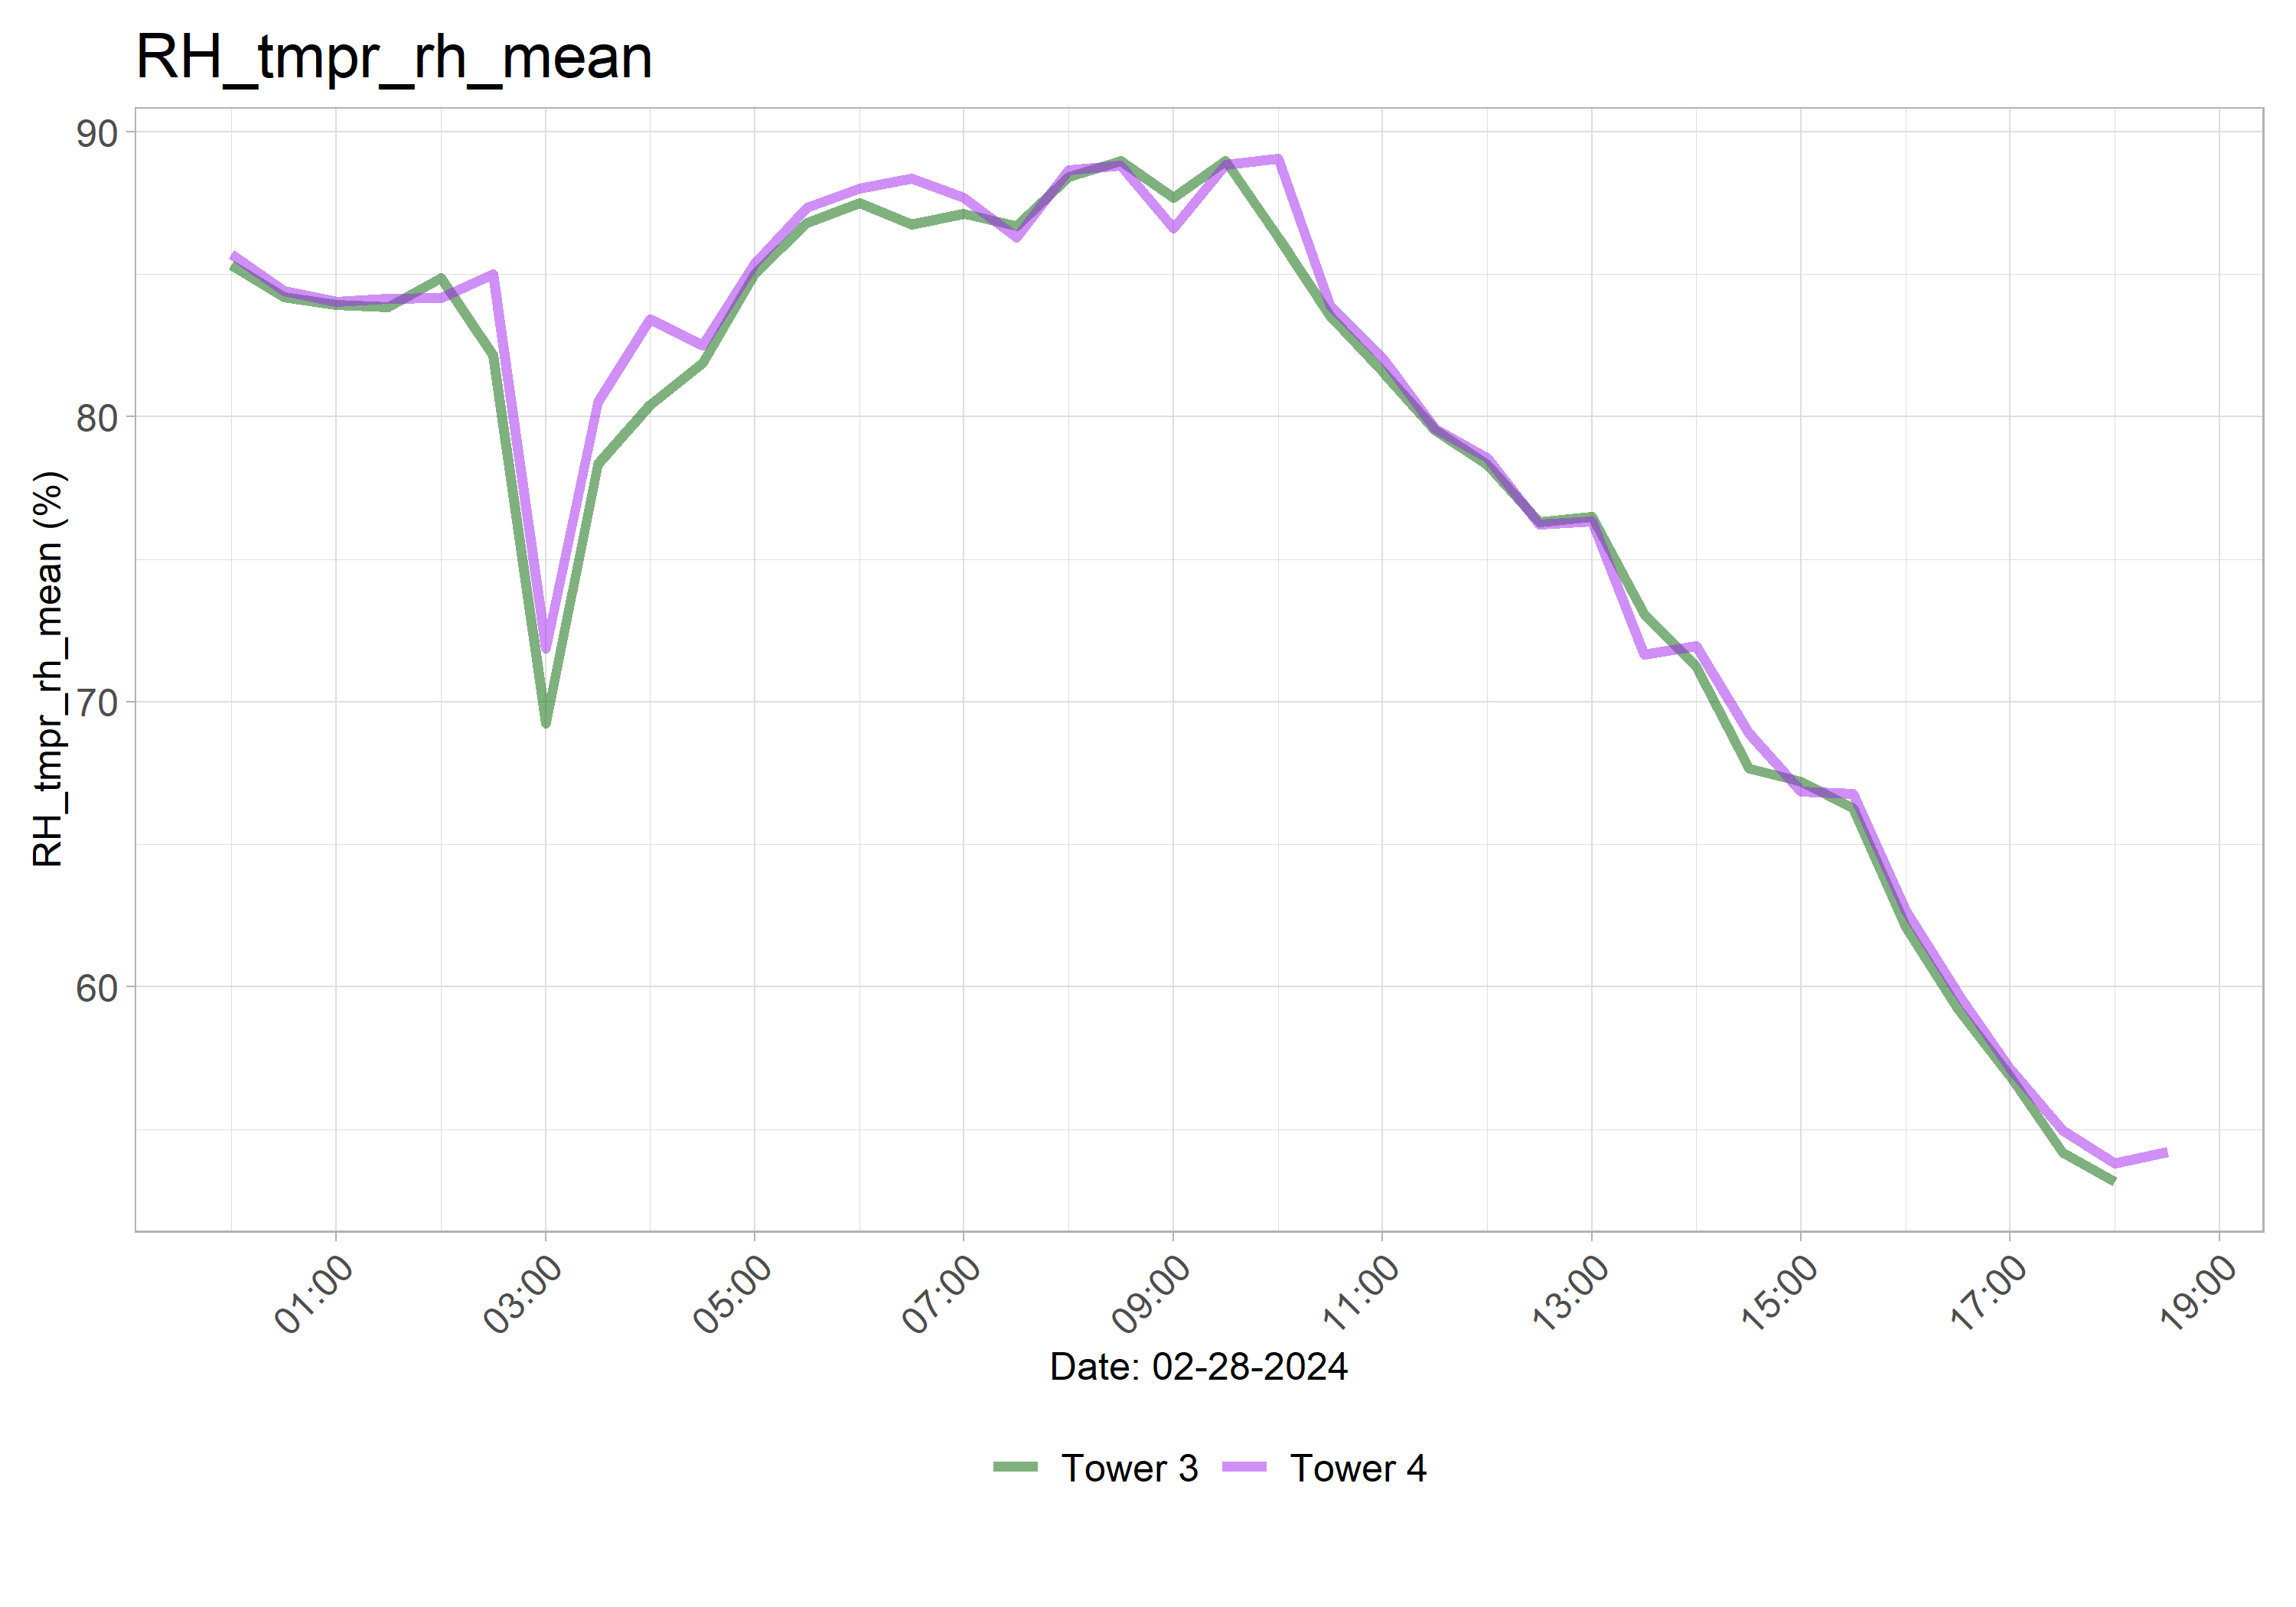 RH_tmpr_rh_mean
RH_tmpr_rh_mean (%)
90
80
70
60
01:00
03:00
05:00
07:00
09:00
11:00
13:00
15:00
17:00
19:00
Date: 02-28-2024
Tower 3
Tower 4